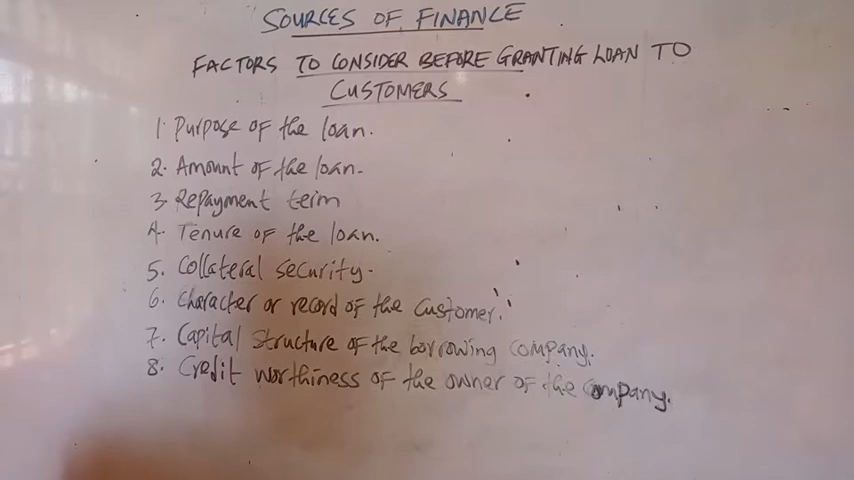 SOURCES OF FINANCE
FACTORS TO CONSIDER BEFORE GRANTING LOAN TO
CUSTOMERS
1. Purpose of the loan.
2. Amount of the loan.
3. Repayment term
4. Tenure of the loan.
5. Collateral security.
6. Character or record of the customer.
7. Capital structure of the borrowing company.
8. Credit worthiness of the owner of the company.